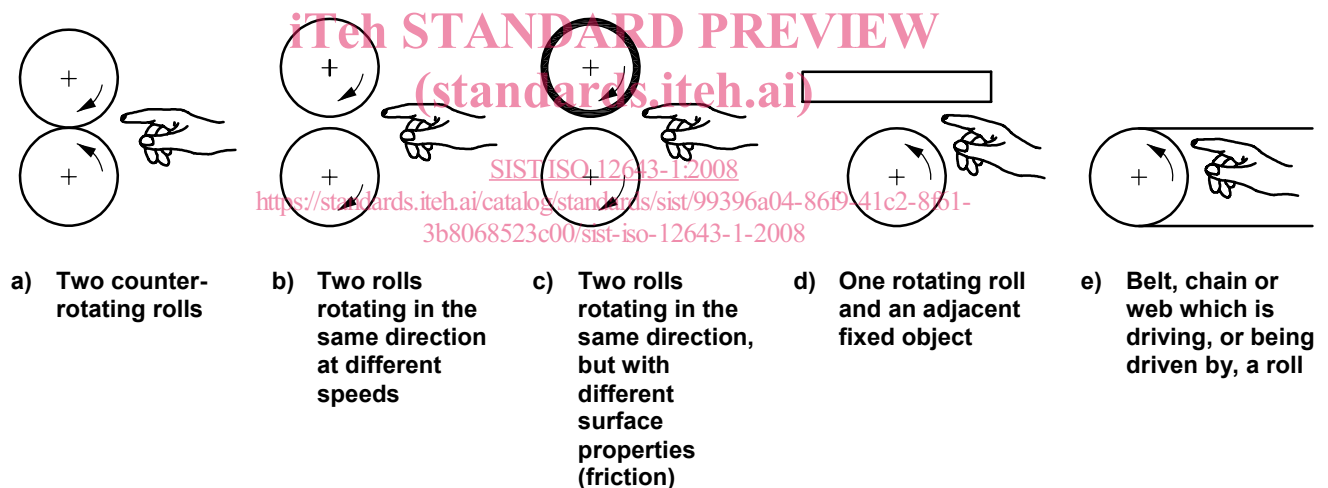 iTeh STANDARD PREVIEW
(standards.iteh.ai)
SIST ISO 12643-1:2008
https://standards.iteh.ai/catalog/standards/sist/99396a04-86f9-41c2-8f61-
3b8068523c00/sist-iso-12643-1-2008
a) Two counter-
rotating rolls
b) Two rolls
rotating in the
same direction
at different
speeds
c) Two rolls
rotating in the
same direction,
but with
different
surface
properties
(friction)
d) One rotating roll
and an adjacent
fixed object
e) Belt, chain or
web which is
driving, or being
driven by, a roll